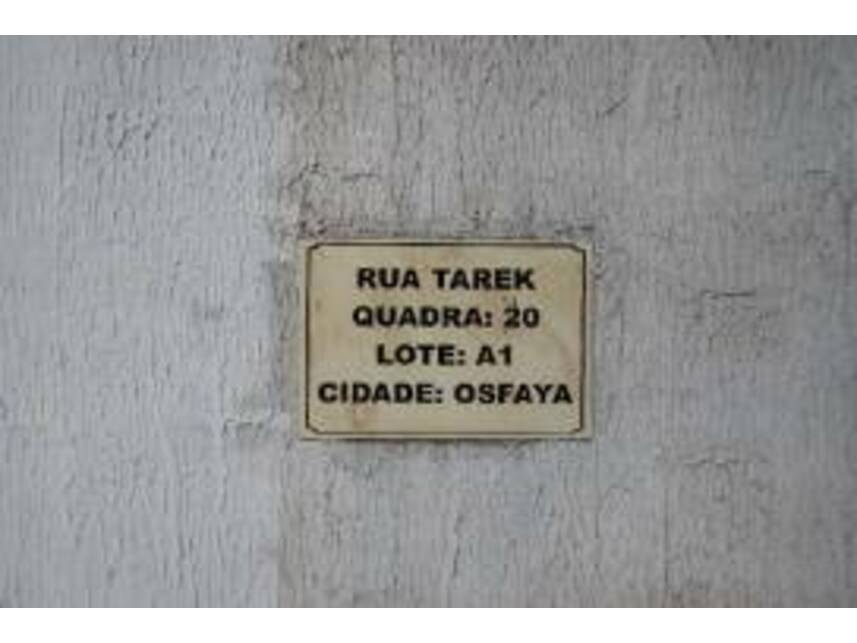 RUA TAREK
QUADRA: 20
LOTE: A1
CIDADE: OSFAYA